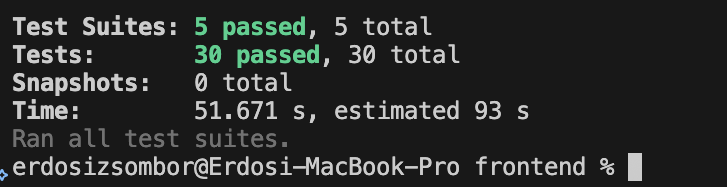 Test Suites: 5 passed, 5 total
Tests:       30 passed, 30 total
Snapshots:   0 total
Time:        51.671 s, estimated 93 s
Ran all test suites.
erdosizsombor@Erdosi-MacBook-Pro frontend %